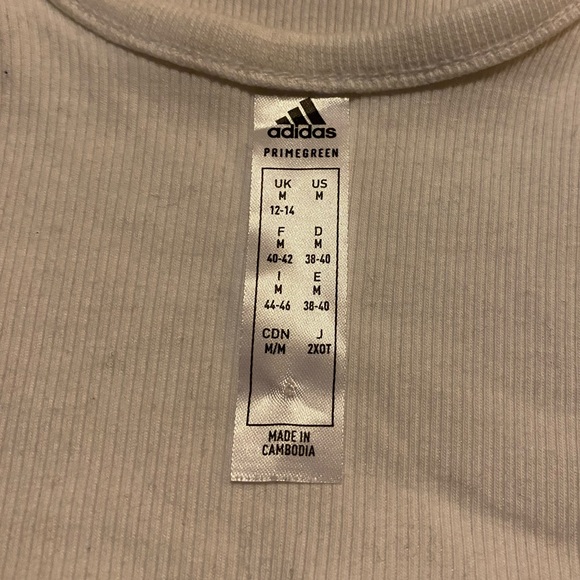 adidas
PRIMEGREEN
UK US
M M
12-14
F D
M M
40-42 38-40
I E
M M
44-46 38-40
CDN J
M/M 2XOT
MADE IN
CAMBODIA